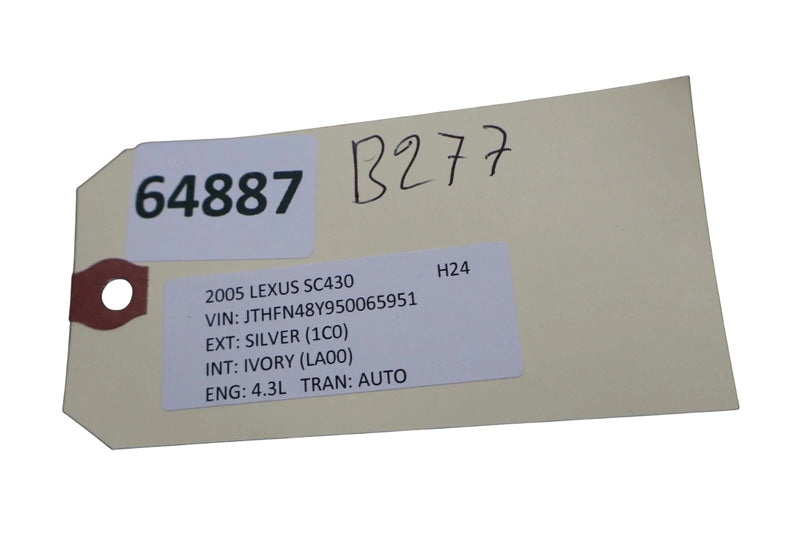 64887
B277
2005 LEXUS SC430 H24
VIN: JTHFN48Y950065951
EXT: SILVER (1C0)
INT: IVORY (LA00)
ENG: 4.3L TRAN: AUTO